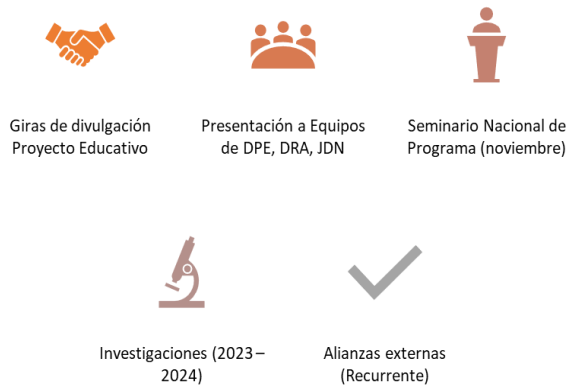 Giras de divulgación
Proyecto Educativo
Presentación a Equipos
de DPE, DRA, JDN
Seminario Nacional de
Programa (noviembre)
Investigaciones (2023–
2024)
Alianzas externas
(Recurrente)